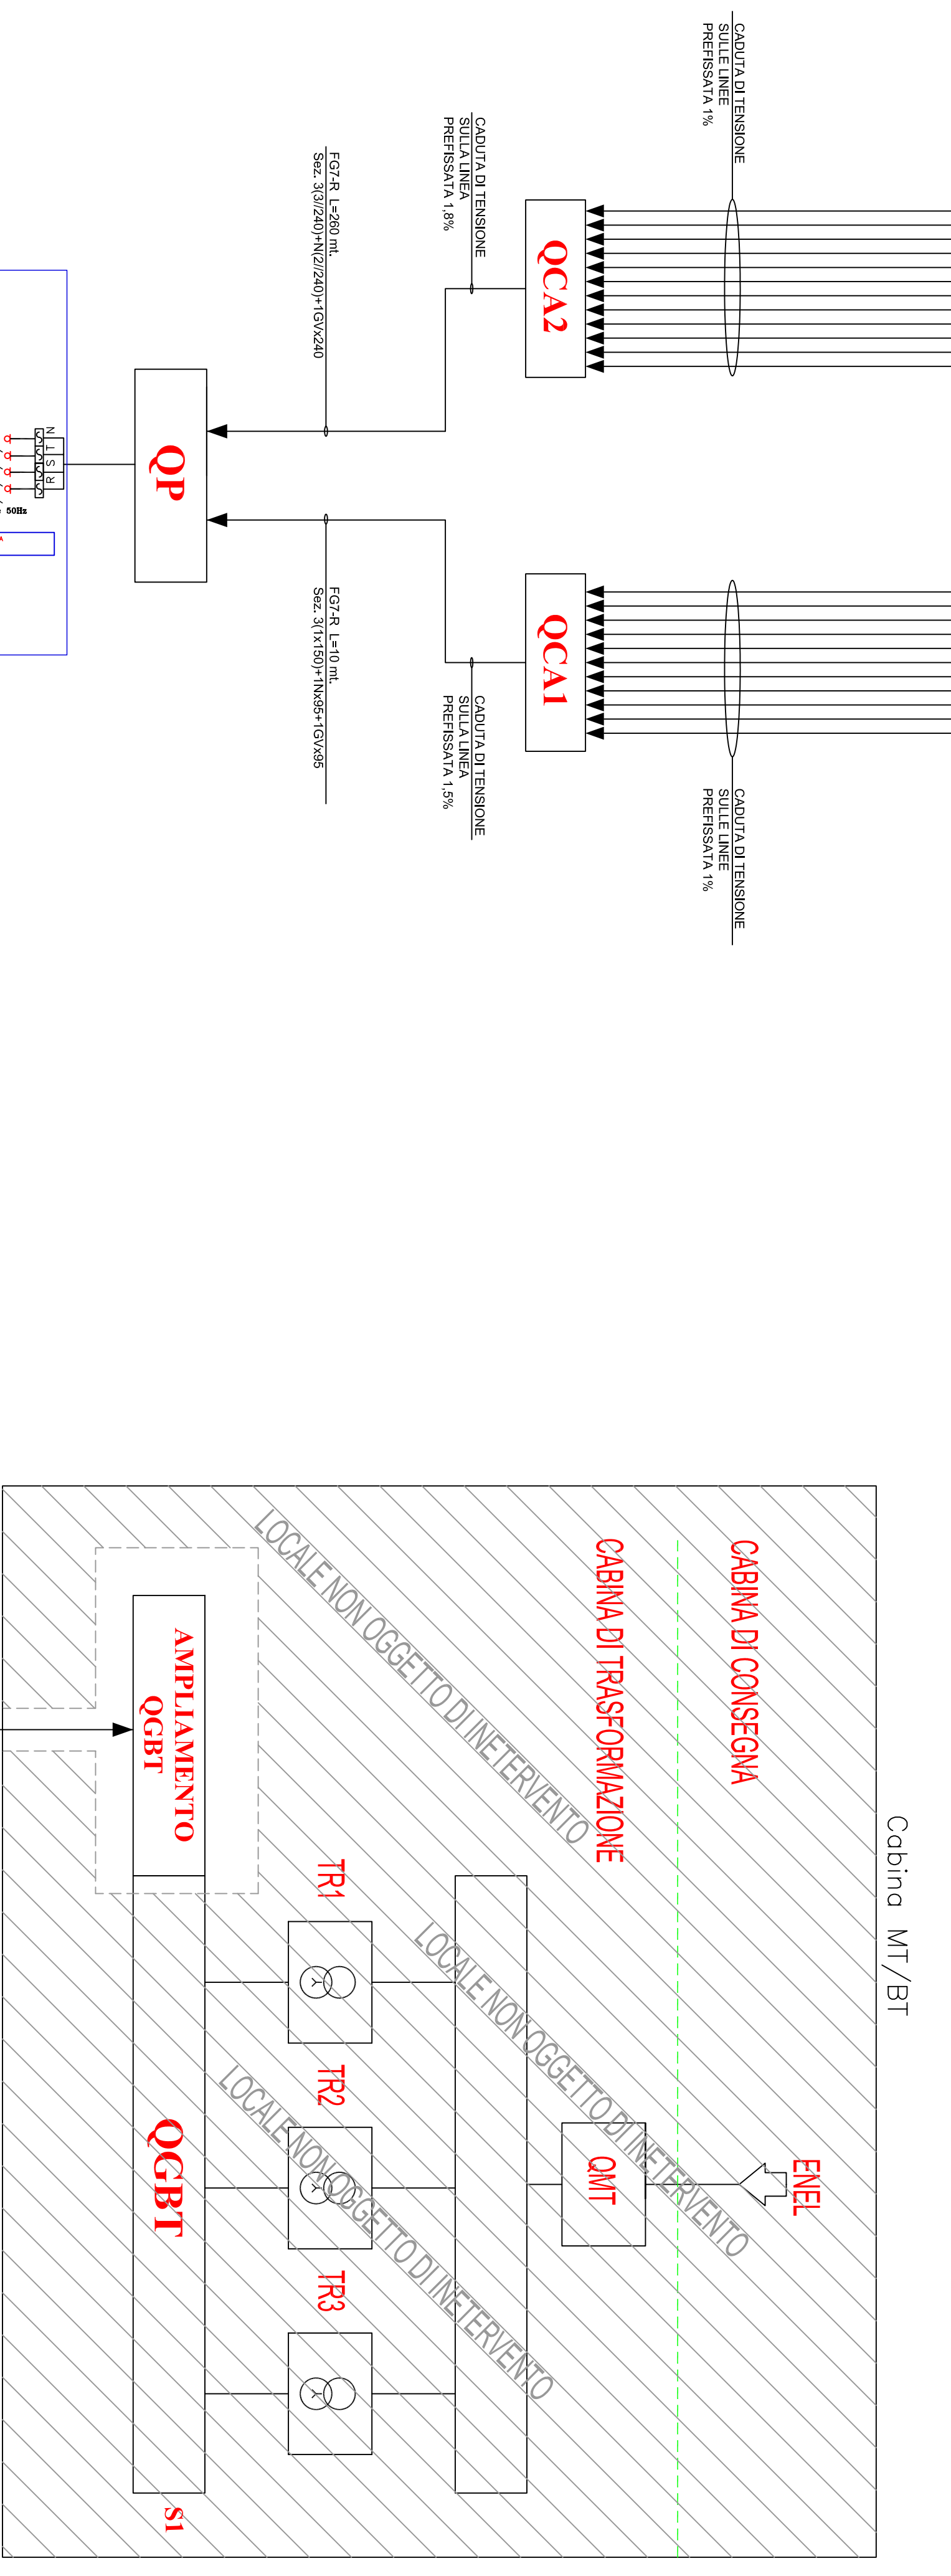 CADUTA DI TENSIONE
SULLE LINEE
PREFISSATA 1%
CADUTA DI TENSIONE
SULLE LINEE
PREFISSATA 1%
QCA2
QCA1
CADUTA DI TENSIONE
SULLA LINEA
PREFISSATA 1,8%
CADUTA DI TENSIONE
SULLA LINEA
PREFISSATA 1,5%
FG7-R L=260 mt.
Sez. 3(3//240)+N(2//240)+1GVx240
FG7-R L=10 mt.
Sez. 3(1x150)+1Nx95+1GVx95
QP
N T S R
50Hz
Cabina MT/BT
ENEL
CABINA DI CONSEGNA
CABINA DI TRASFORMAZIONE
QMT
LOCALE NON OGGETTO DI INETERVENTO
LOCALE NON OGGETTO DI INETERVENTO
LOCALE NON OGGETTO DI INETERVENTO
TR1
TR2
TR3
AMPLIAMENTO
QGBT
QGBT
S1